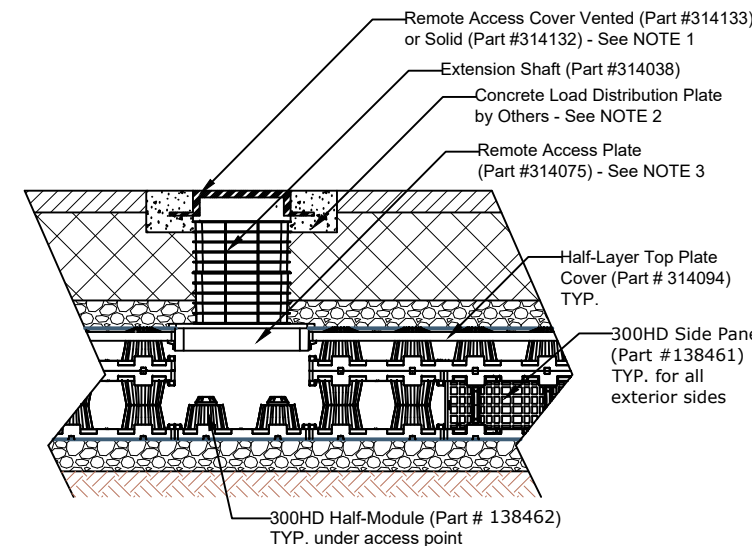 Remote Access Cover Vented (Part #314133)
or Solid (Part #314132) - See NOTE 1
Extension Shaft (Part #314038)
Concrete Load Distribution Plate
by Others - See NOTE 2
Remote Access Plate
(Part #314075) - See NOTE 3
Half-Layer Top Plate
Cover (Part # 314094)
TYP.
300HD Side Pane
(Part #138461)
TYP. for all
exterior sides
300HD Half-Module (Part # 138462)
TYP. under access point